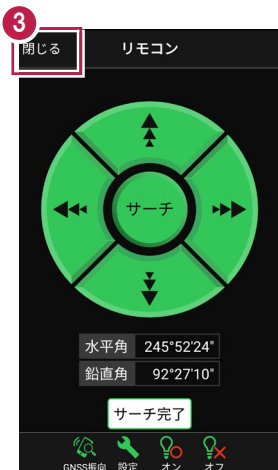 3
閉じる リモコン
サーチ
水平角 245°52'24"
鉛直角 92°27'10"
サーチ完了
GNSS振向 設定 オン オフ